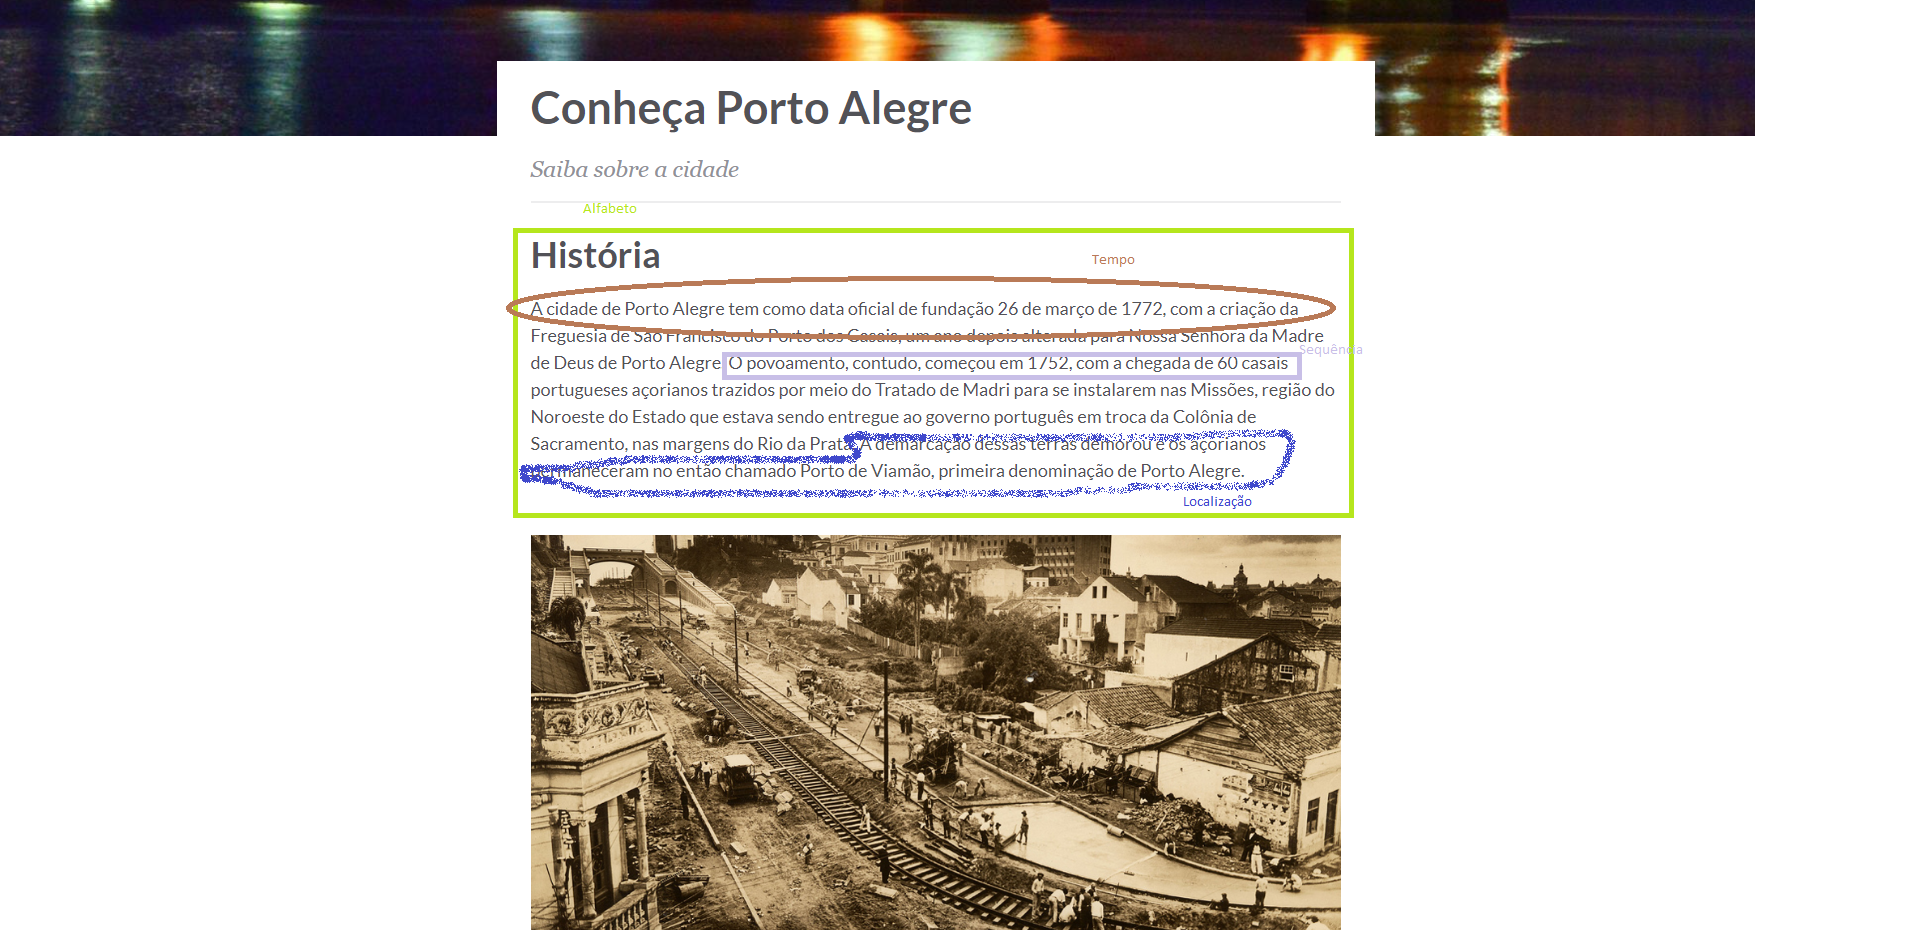 Conheça Porto Alegre
Saiba sobre a cidade
Alfabeto
História
Tempo
A cidade de Porto Alegre tem como data oficial de fundação 26 de março de 1772, com a criação da
Freguesia de São Francisco do Porto dos Casais, um ano depois alterada para Nossa Senhora da Madre
Sequência
de Deus de Porto Alegre. O povoamento, contudo, começou em 1752, com a chegada de 60 casais
portugueses açorianos trazidos por meio do Tratado de Madri para se instalarem nas Missões, região do
Noroeste do Estado que estava sendo entregue ao governo português em troca da Colônia de
Sacramento, nas margens do Rio da Prata. A demarcação dessas terras demorou e os açorianos
permaneceram no então chamado Porto de Viamão, primeira denominação de Porto Alegre.
Localização